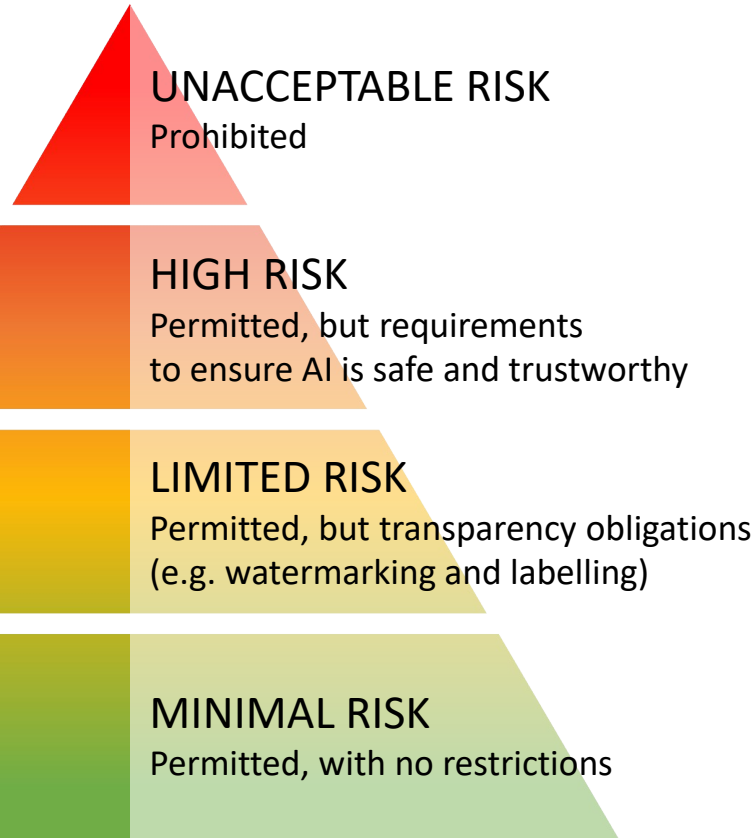 UNACCEPTABLE RISK
Prohibited
HIGH RISK
Permitted, but requirements
to ensure AI is safe and trustworthy
LIMITED RISK
Permitted, but transparency obligations
(e.g. watermarking and labelling)
MINIMAL RISK
Permitted, with no restrictions